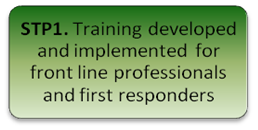 STP1. Training developed
and implemented for
front line professionals
and first responders